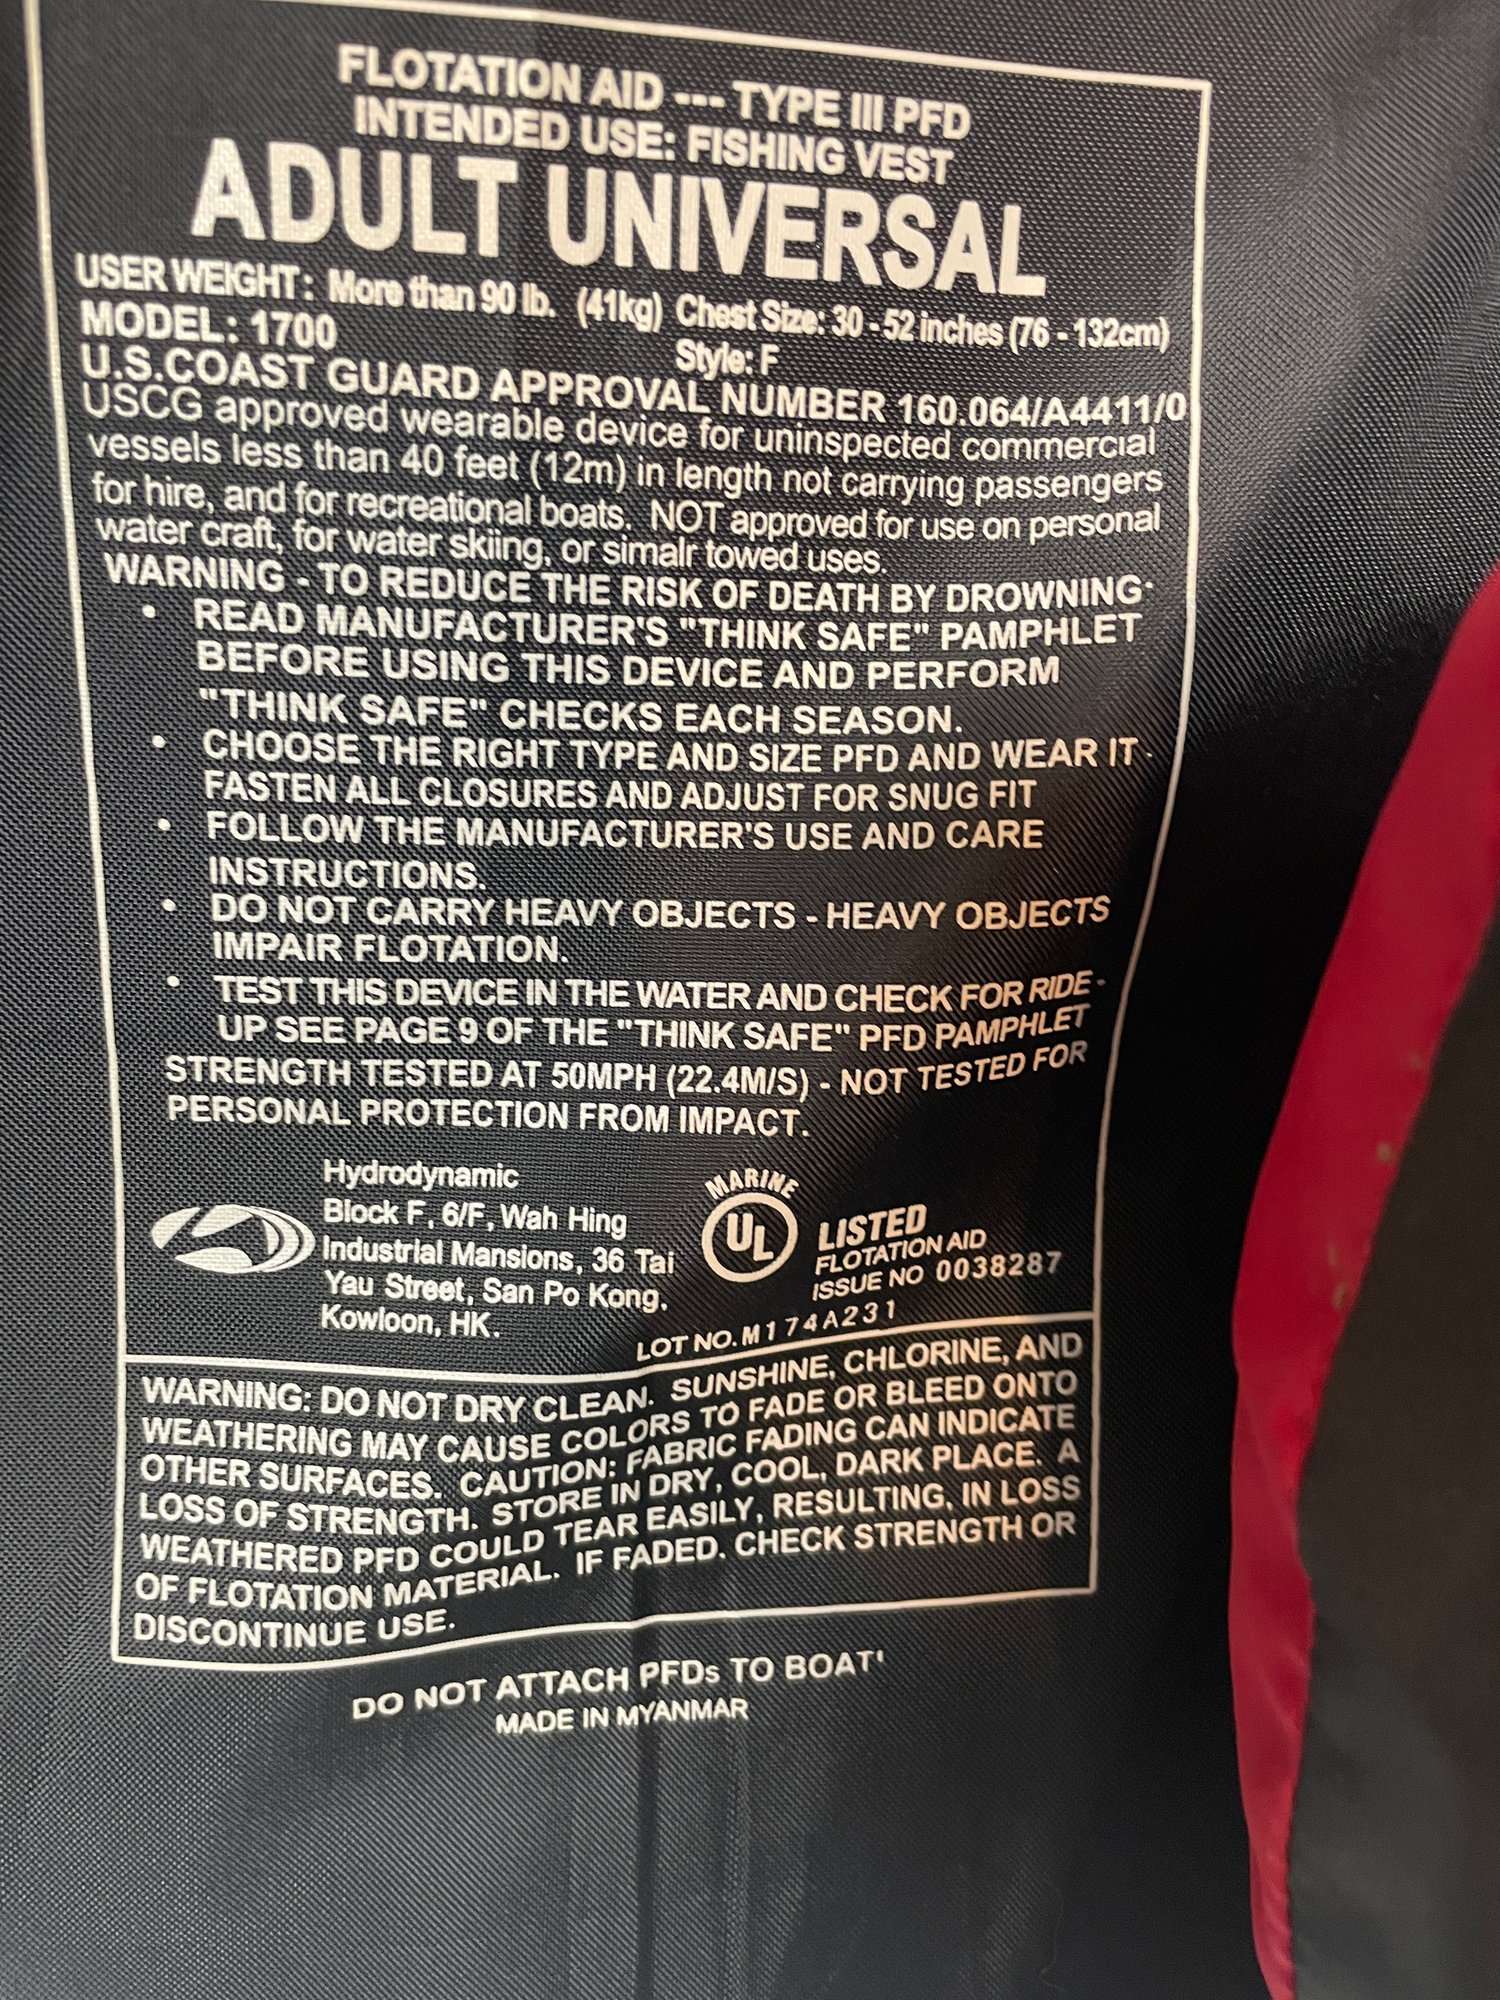 FLOTATION AID --- TYPE III PFD
INTENDED USE: FISHING VEST
ADULT UNIVERSAL
USER WEIGHT: More than 90 lb. (41kg) Chest Size: 30 - 52 inches (76 - 132cm)
MODEL: 1700 Style: F
U.S.COAST GUARD APPROVAL NUMBER 160.064/A4411/0
USCG approved wearable device for uninspected commercial
vessels less than 40 feet (12m) in length not carrying passengers
for hire, and for recreational boats. NOT approved for use on personal
water craft, for water skiing, or simalr towed uses.
WARNING - TO REDUCE THE RISK OF DEATH BY DROWNING:
• READ MANUFACTURER'S "THINK SAFE" PAMPHLET
BEFORE USING THIS DEVICE AND PERFORM
"THINK SAFE" CHECKS EACH SEASON.
• CHOOSE THE RIGHT TYPE AND SIZE PFD AND WEAR IT -
FASTEN ALL CLOSURES AND ADJUST FOR SNUG FIT
• FOLLOW THE MANUFACTURER'S USE AND CARE
INSTRUCTIONS.
• DO NOT CARRY HEAVY OBJECTS - HEAVY OBJECTS
IMPAIR FLOTATION.
• TEST THIS DEVICE IN THE WATER AND CHECK FOR RIDE -
UP SEE PAGE 9 OF THE "THINK SAFE" PFD PAMPHLET
STRENGTH TESTED AT 50MPH (22.4M/S) - NOT TESTED FOR
PERSONAL PROTECTION FROM IMPACT.
Hydrodynamic
Block F, 6/F, Wah Hing
Industrial Mansions, 36 Tai
Yau Street, San Po Kong,
Kowloon, HK.
MARINE
UL
LISTED
FLOTATION AID
ISSUE NO 0038287
LOT NO. M174A231
WARNING: DO NOT DRY CLEAN. SUNSHINE, CHLORINE, AND
WEATHERING MAY CAUSE COLORS TO FADE OR BLEED ONTO
OTHER SURFACES. CAUTION: FABRIC FADING CAN INDICATE
LOSS OF STRENGTH. STORE IN DRY, COOL, DARK PLACE. A
WEATHERED PFD COULD TEAR EASILY, RESULTING, IN LOSS
OF FLOTATION MATERIAL. IF FADED. CHECK STRENGTH OR
DISCONTINUE USE.
DO NOT ATTACH PFDs TO BOAT'
MADE IN MYANMAR